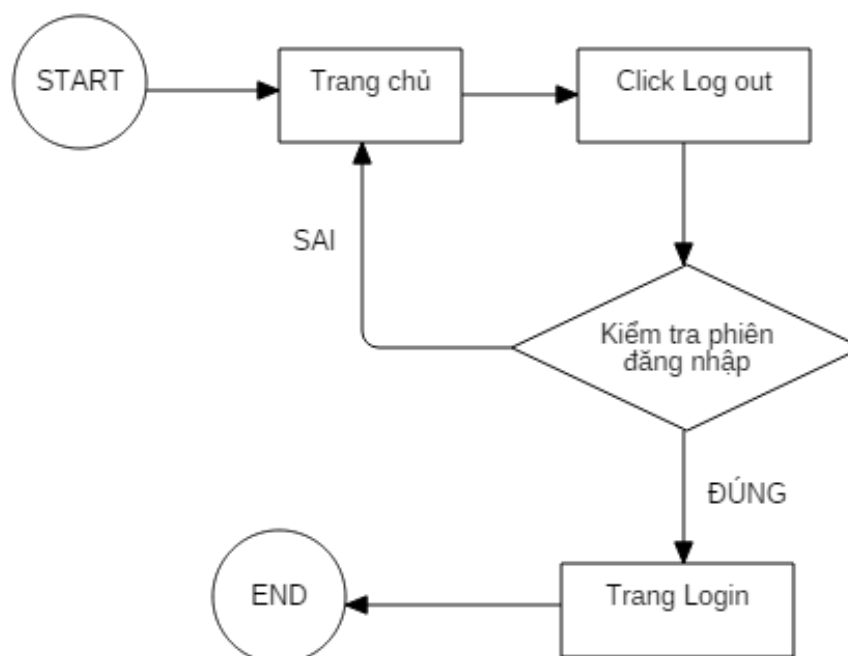 START
Trang chủ
Click Log out
SAI
Kiểm tra phiên
đăng nhập
ĐÚNG
END
Trang Login